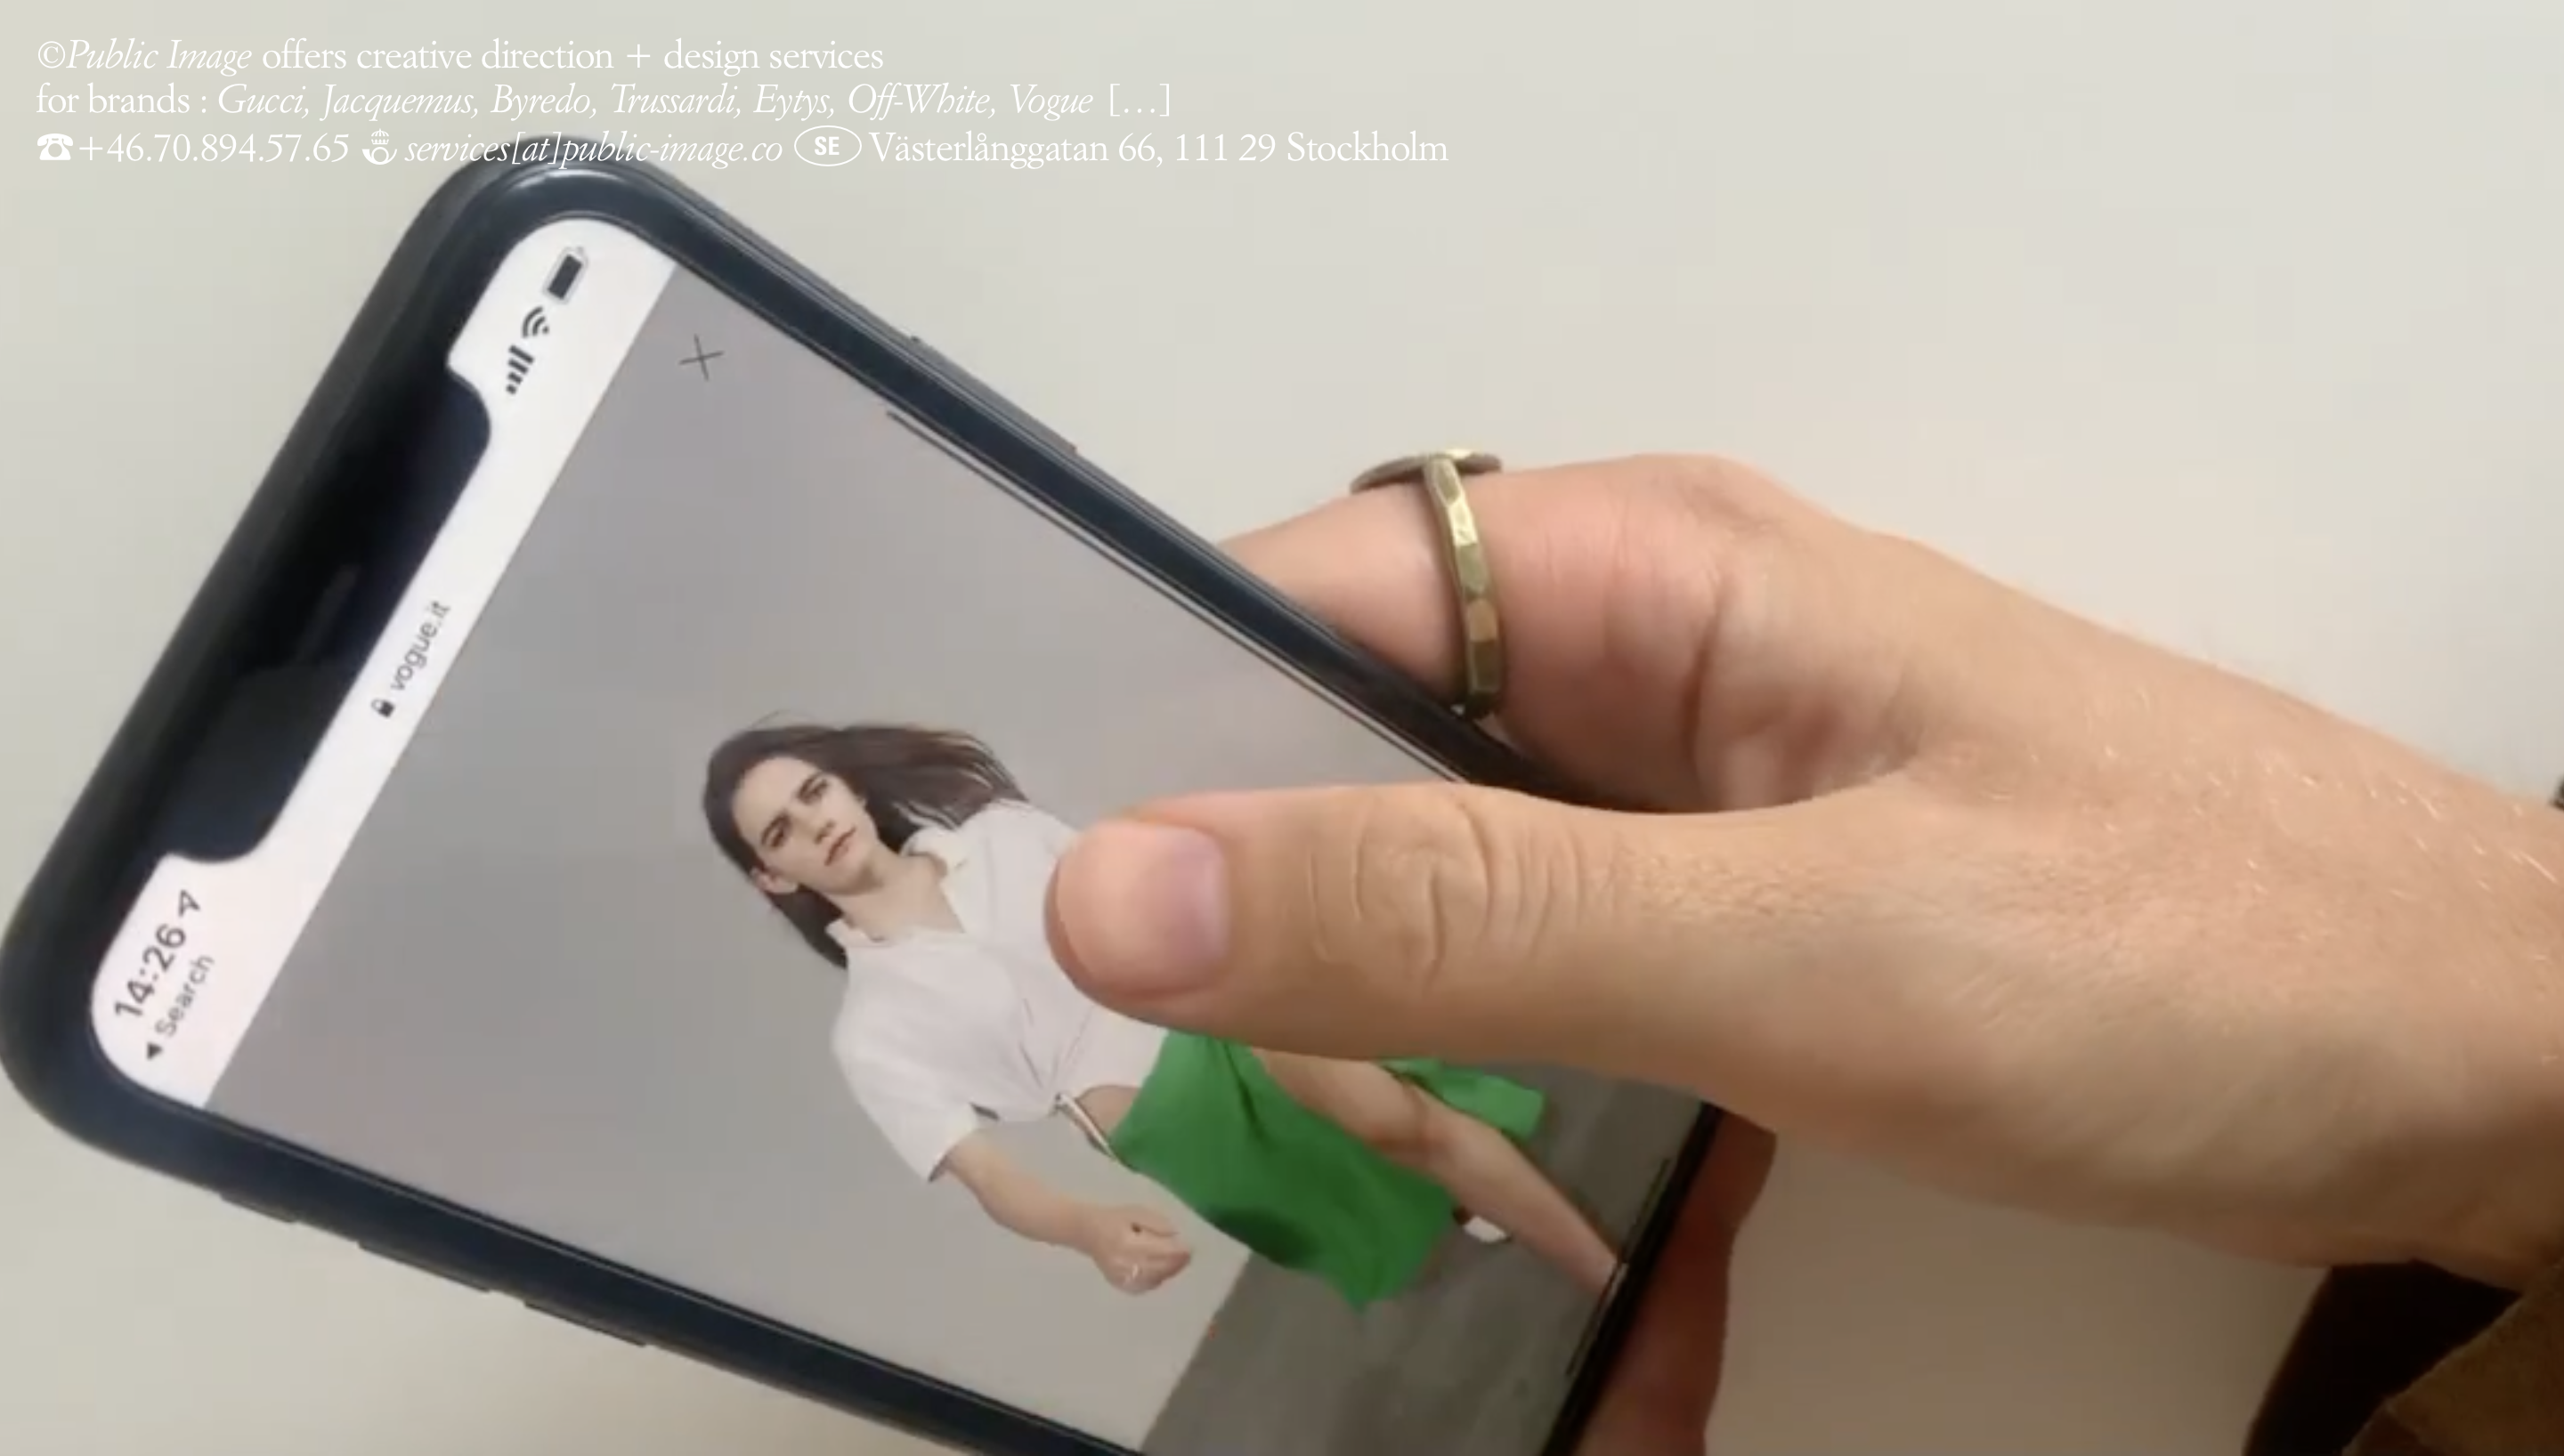 ©Public Image offers creative direction + design services
for brands : Gucci, Jacquemus, Byredo, Trussardi, Eytys, Off-White, Vogue […]
☎+46.70.894.57.65 services[at]public-image.co SE Västerlånggatan 66, 111 29 Stockholm
14:26
◀ Search
vogue.it